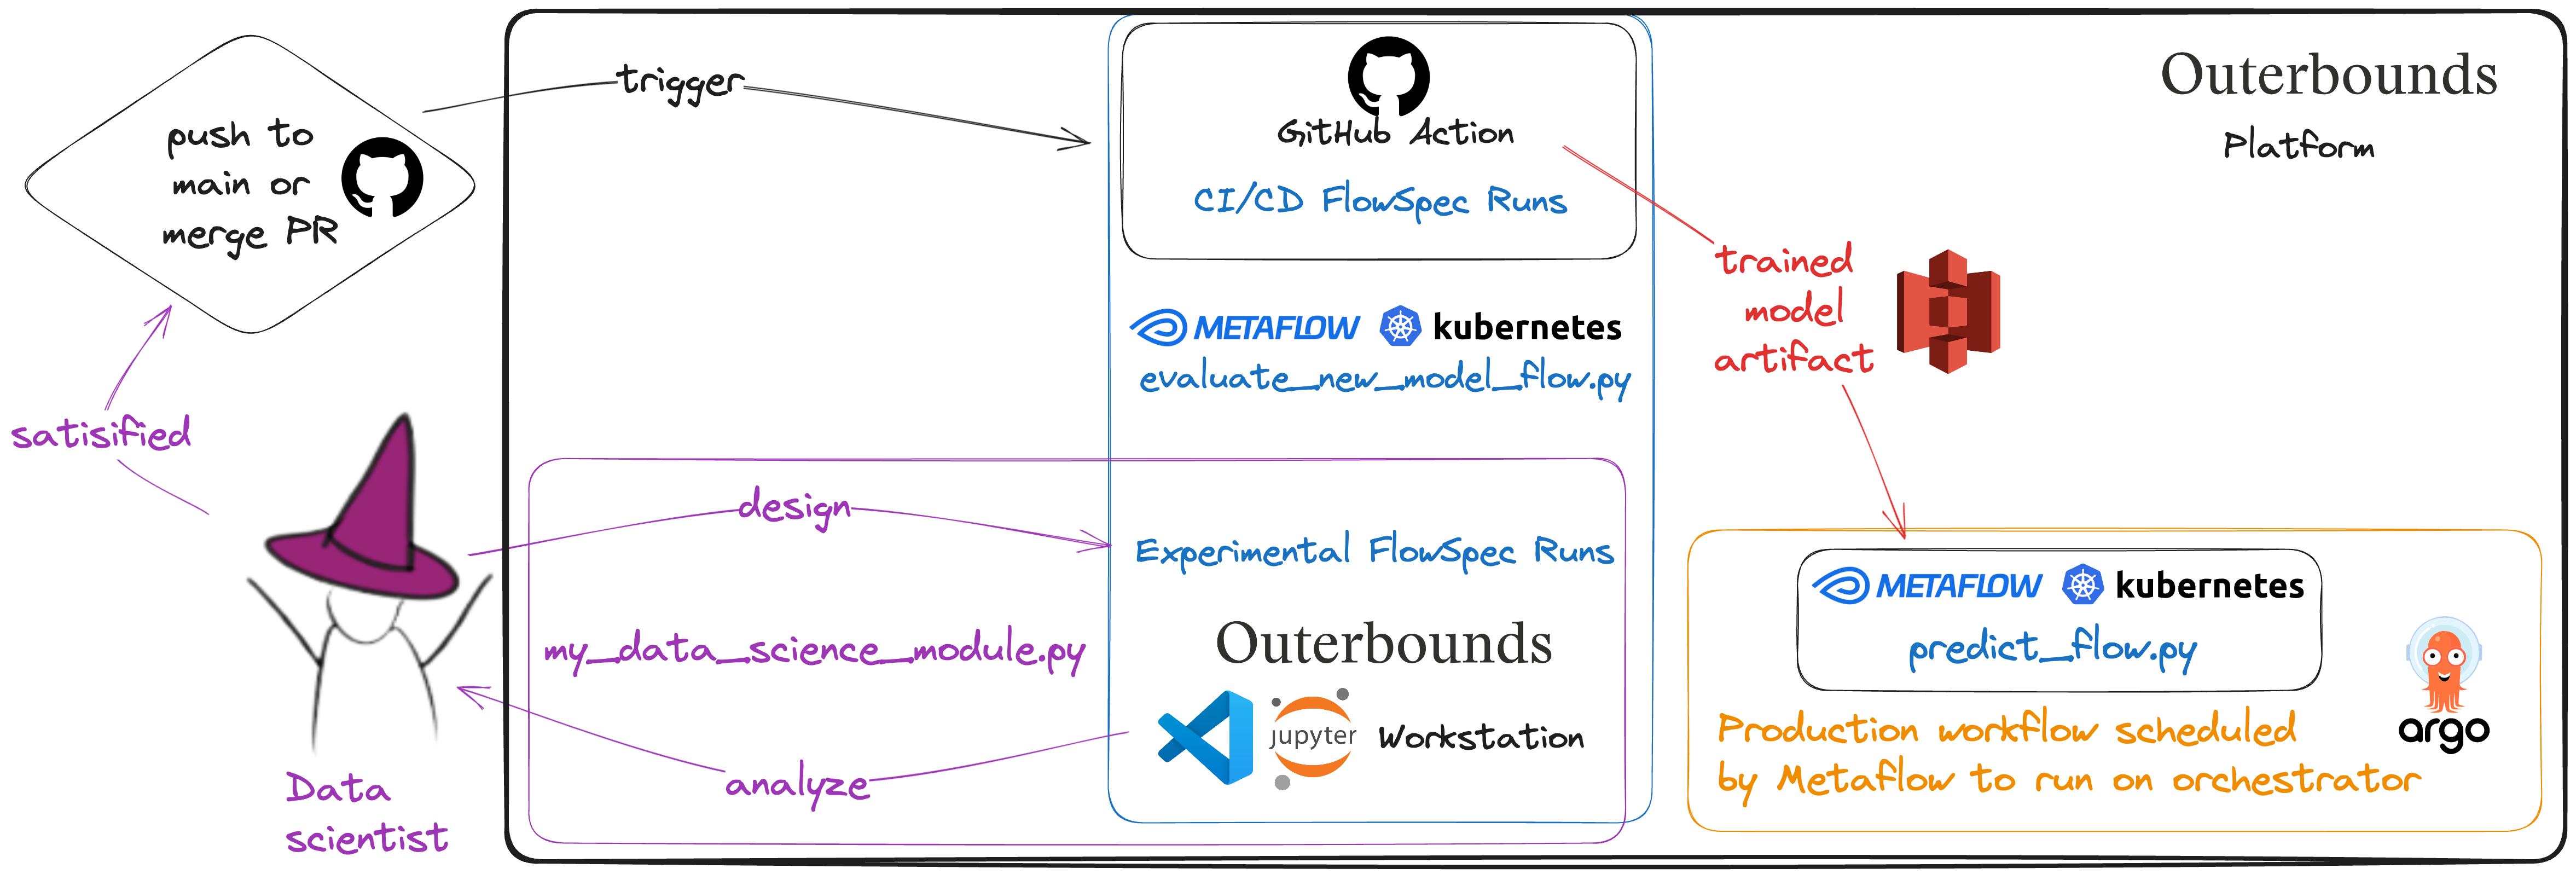 push to
main or
merge PR
trigger
GitHub Action
CI/CD FlowSpec Runs
Outerbounds
Platform
METAFLOW kubernetes
evaluate_new_model_flow.py
trained
model
artifact
satisified
design
Experimental FlowSpec Runs
my_data_science_module.py
Outerbounds
jupyter Workstation
analyze
Data
scientist
METAFLOW kubernetes
predict_flow.py
argo
Production workflow scheduled
by Metaflow to run on orchestrator